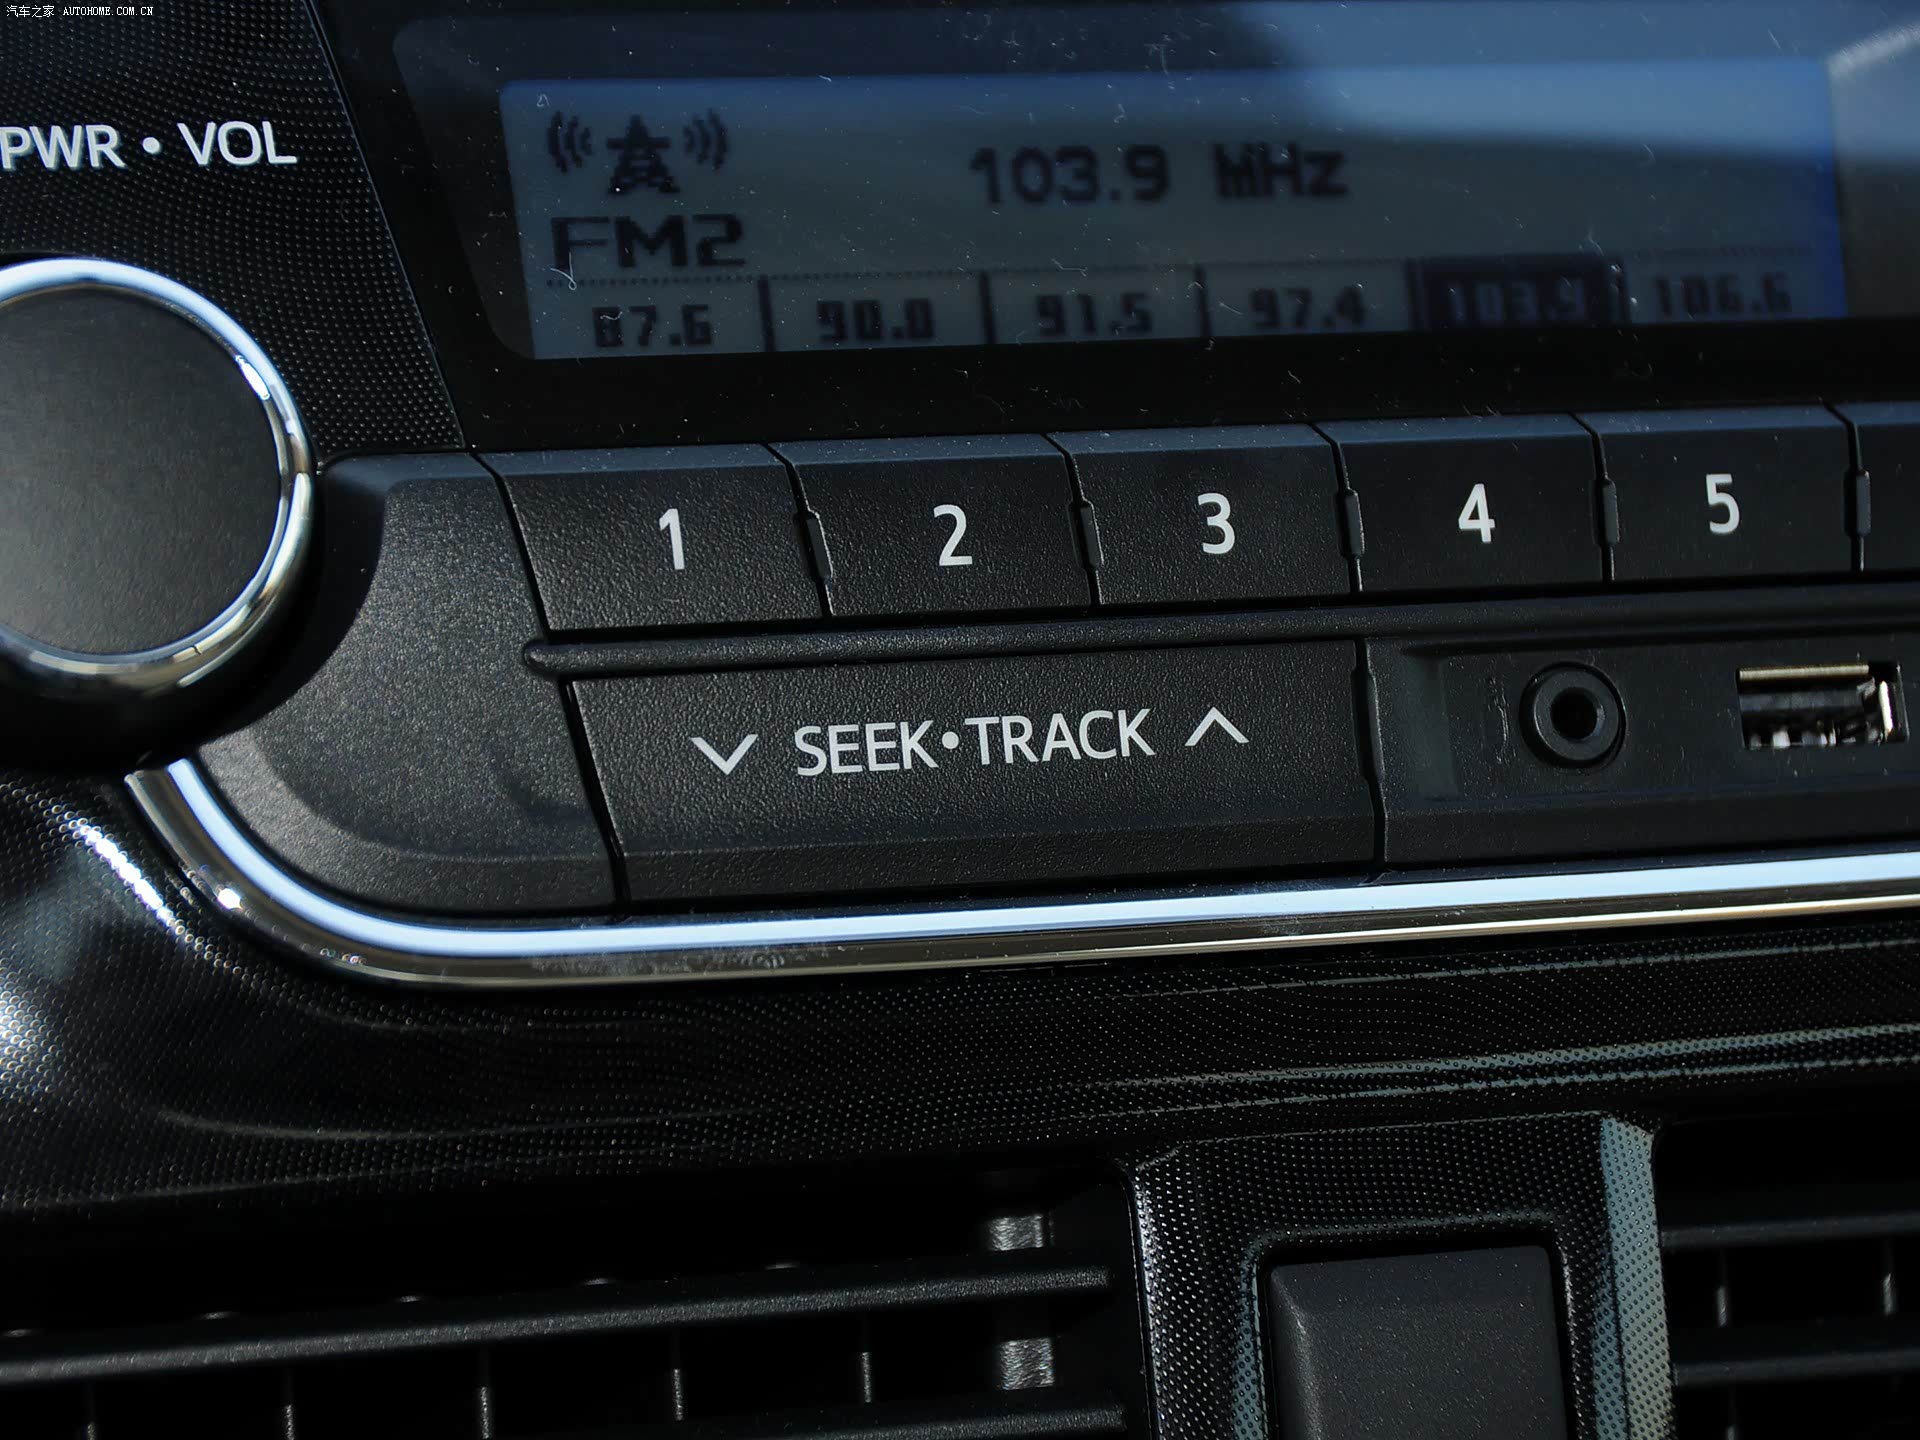 汽车之家 AUTOHOME.COM.CN
PWR • VOL
103.9 MHz
FM2
87.6 90.0 91.5 97.4 103.9 106.6
1 2 3 4 5
SEEK•TRACK